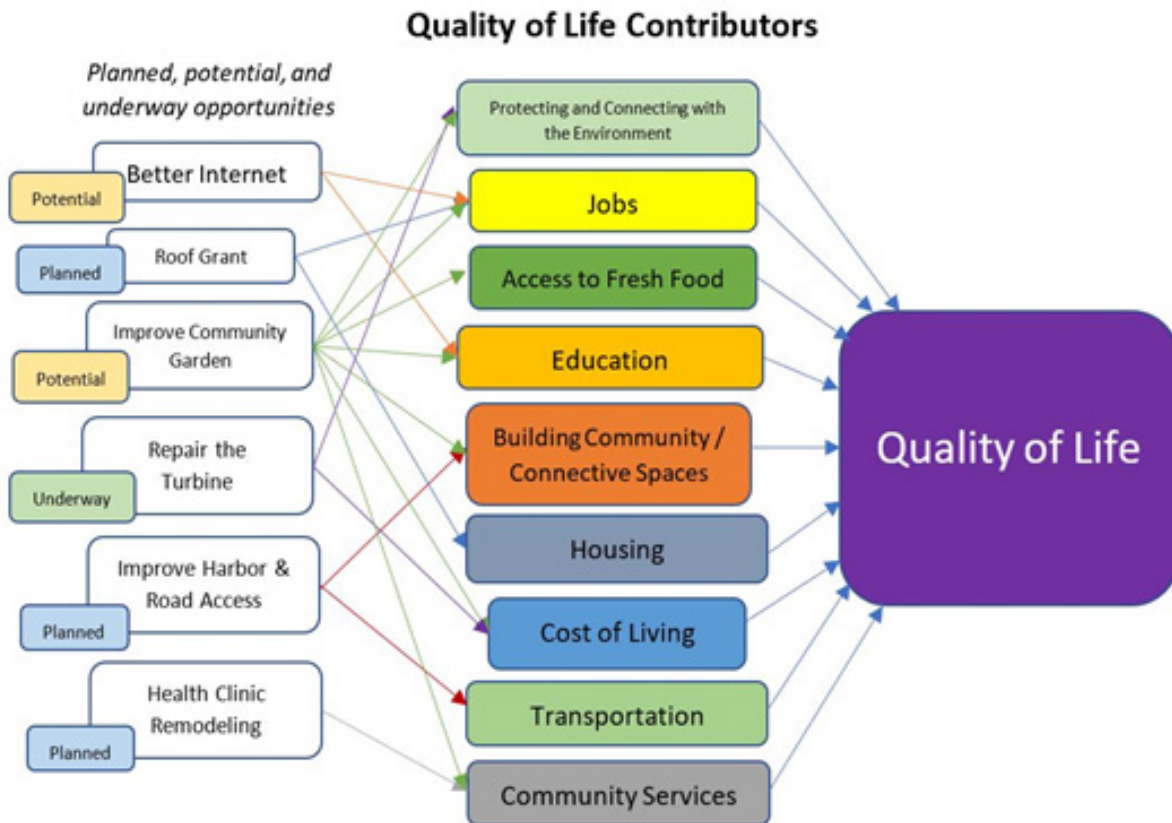 Quality of Life Contributors
Planned, potential, and
underway opportunities
Better Internet
Potential
Roof Grant
Planned
Improve Community
Garden
Potential
Repair the
Turbine
Underway
Improve Harbor &
Road Access
Planned
Health Clinic
Remodeling
Planned
Protecting and Connecting with
the Environment
Jobs
Access to Fresh Food
Education
Building Community /
Connective Spaces
Housing
Cost of Living
Transportation
Community Services
Quality of Life